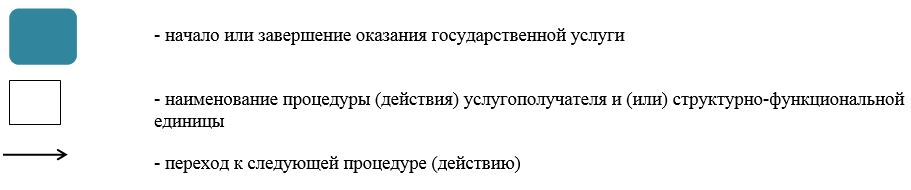 - начало или завершение оказания государственной услуги
- наименование процедуры (действия) услугополучателя и (или) структурно-функциональной
единицы
- переход к следующей процедуре (действию)